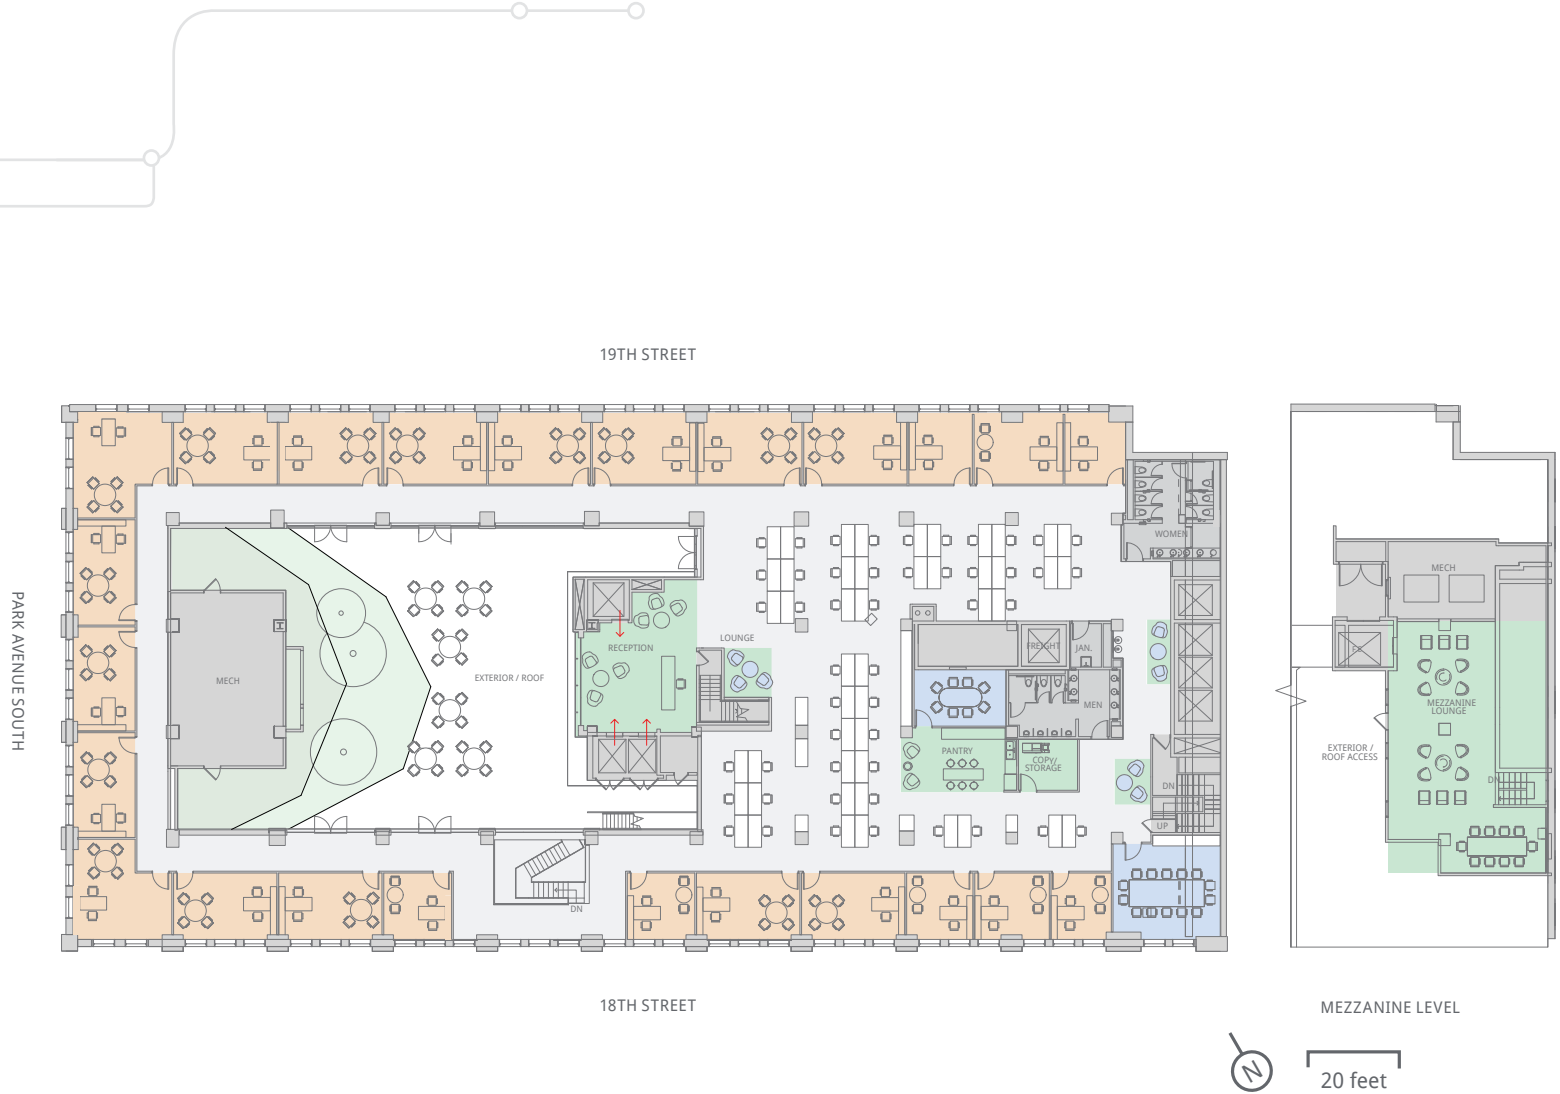 19TH STREET
PARK AVENUE SOUTH
WOMEN
MECH
LOUNGE
RECEPTION
FREIGHT
JAN.
F.E.
EXTERIOR / ROOF
MECH
MEN
MEZZANINE
LOUNGE
PANTRY
COPY/
STORAGE
EXTERIOR /
ROOF ACCESS
DN
DN
UP
DN
18TH STREET
MEZZANINE LEVEL
N
20 feet